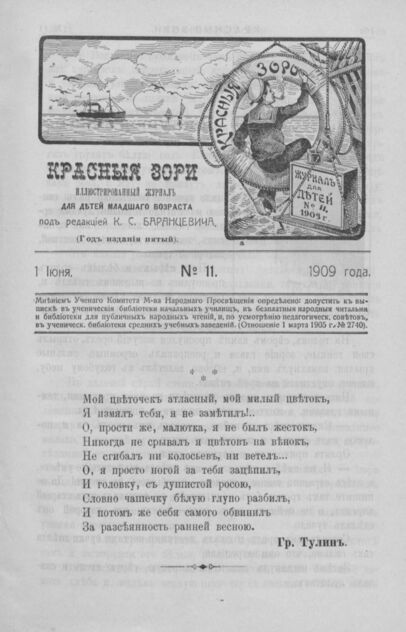 КРАСНЫЯ ЗОРИ
КРАСНЫЯ ЗОРИ
ИЛЛЮСТРИРОВАННЫЙ ЖУРНАЛЪ
ДЛЯ ДѢТЕЙ МЛАДШАГО ВОЗРАСТА
подъ редакціей К. С. БАРАНЦЕВИЧА.
(Годъ изданія пятый).
ЖУРНАЛЪ
для
ДѢТЕЙ
№ 11.
1909 г.
1 Іюня. № 11. 1909 года.
Мнѣніемъ Ученаго Комитета М-ва Народнаго Просвѣщенія опредѣлено: допустить къ вы-
пискѣ въ ученическія библіотеки начальныхъ училищъ, въ безплатныя народныя читальни
и библіотеки для публичныхъ народныхъ чтеній, и, по усмотрѣнію педагогическ. совѣтовъ,
въ ученическ. библіотеки среднихъ учебныхъ заведеній. (Отношеніе 1 марта 1905 г. № 2740).
* *
*
Мой цвѣточекъ атласный, мой милый цвѣтокъ,
Я измялъ тебя, я не замѣтилъ!..
О, прости же, малютка, я не былъ жестокъ,
Никогда не срывалъ я цвѣтовъ на вѣнокъ,
Не сгибалъ ни колосьевъ, ни ветелъ...
О, я просто ногой за тебя зацѣпилъ,
И головку, съ душистой росою,
Словно чашечку бѣлую глупо разбилъ,
И потомъ же себя самого обвинилъ
За разсѣянность ранней весною.
Гр. Тулинъ.